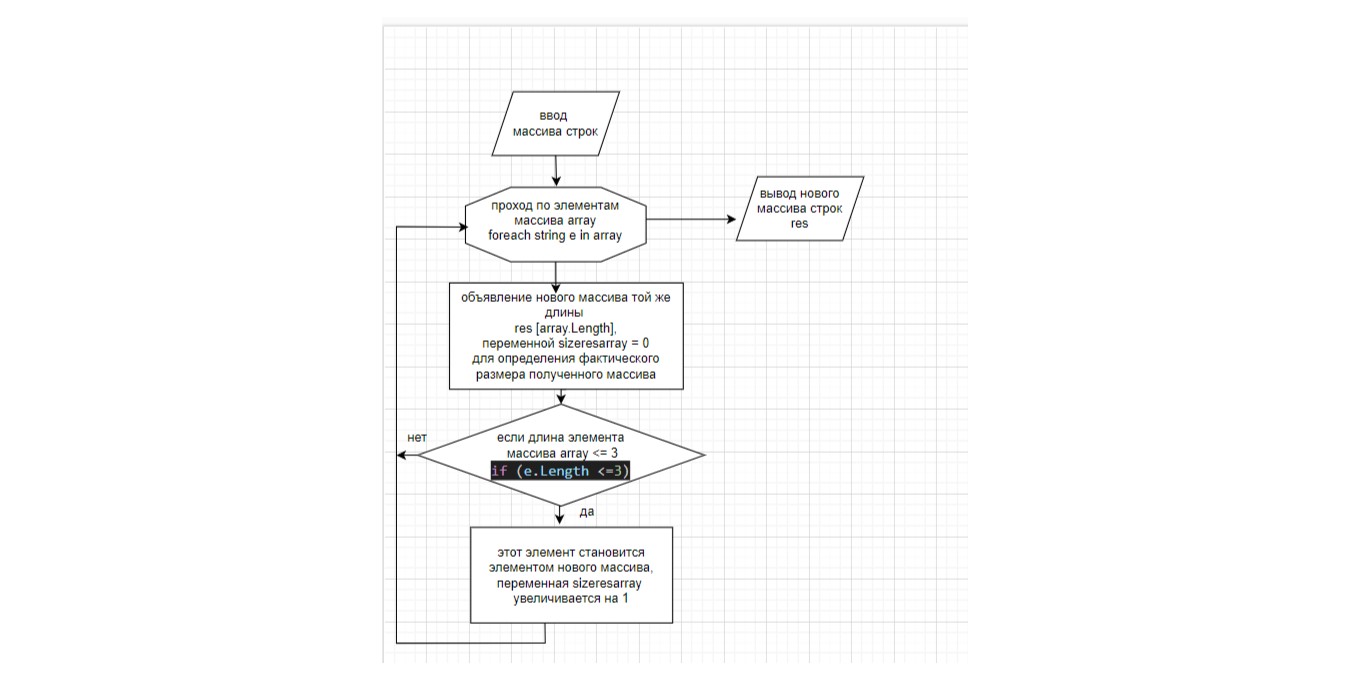 ввод
массива строк
проход по элементам
массива array
foreach string e in array
вывод нового
массива строк
res
объявление нового массива той же
длины
res [array.Length],
переменной sizeresarray = 0
для определения фактического
размера полученного массива
нет
если длина элемента
массива array <= 3
if (e.Length <=3)
да
этот элемент становится
элементом нового массива,
переменная sizeresarray
увеличивается на 1